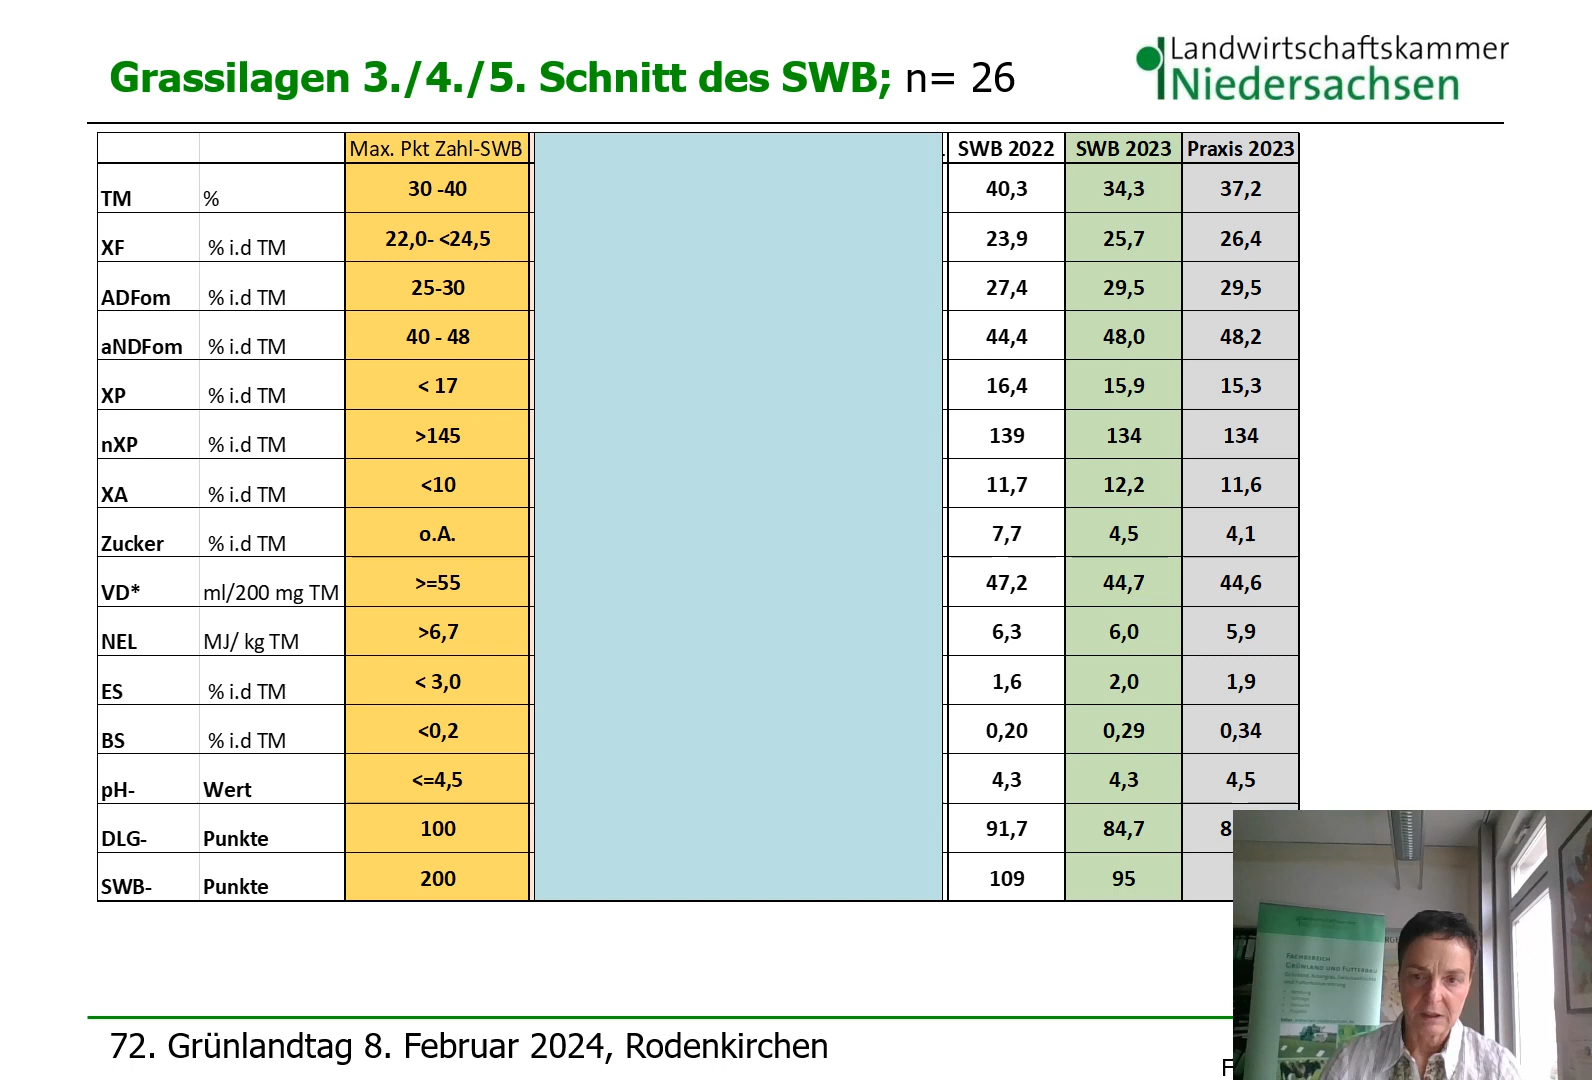 Grassilagen 3./4./5. Schnitt des SWB; n= 26
Landwirtschaftskammer
Niedersachsen
Max. Pkt Zahl-SWB SWB 2022 SWB 2023 Praxis 2023
TM % 30 -40 40,3 34,3 37,2
XF % i.d TM 22,0- <24,5 23,9 25,7 26,4
ADFom % i.d TM 25-30 27,4 29,5 29,5
aNDFom % i.d TM 40 - 48 44,4 48,0 48,2
XP % i.d TM < 17 16,4 15,9 15,3
nXP % i.d TM >145 139 134 134
XA % i.d TM <10 11,7 12,2 11,6
Zucker % i.d TM o.A. 7,7 4,5 4,1
VD* ml/200 mg TM >=55 47,2 44,7 44,6
NEL MJ/ kg TM >6,7 6,3 6,0 5,9
ES % i.d TM < 3,0 1,6 2,0 1,9
BS % i.d TM <0,2 0,20 0,29 0,34
pH- Wert <=4,5 4,3 4,3 4,5
DLG- Punkte 100 91,7 84,7 8
SWB- Punkte 200 109 95
Fachbereich
Grünland und Futterbau
72. Grünlandtag 8. Februar 2024, Rodenkirchen
F